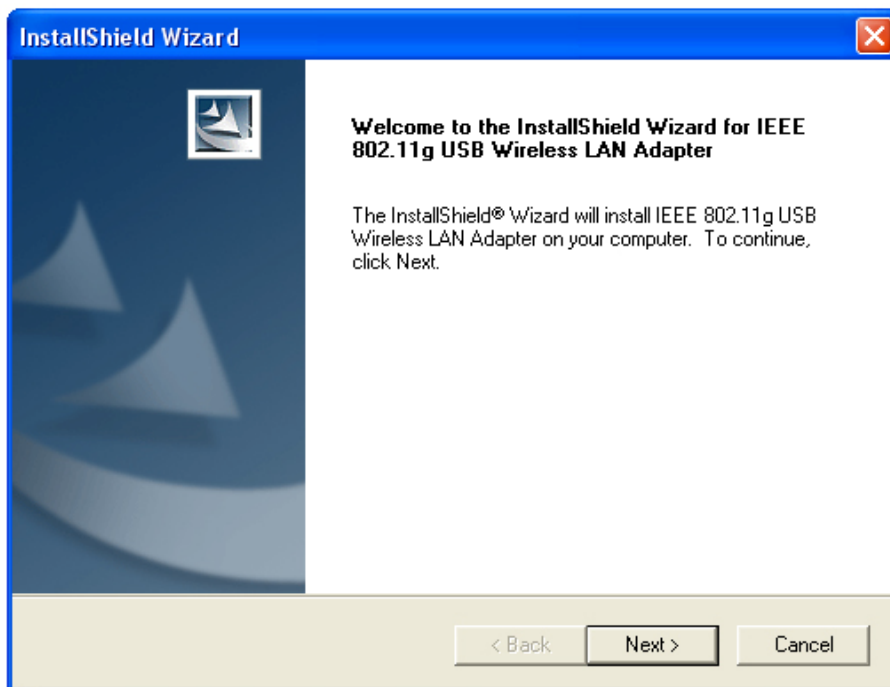 InstallShield Wizard
Welcome to the InstallShield Wizard for IEEE
802.11g USB Wireless LAN Adapter
The InstallShield® Wizard will install IEEE 802.11g USB
Wireless LAN Adapter on your computer. To continue,
click Next.
< Back
Next >
Cancel